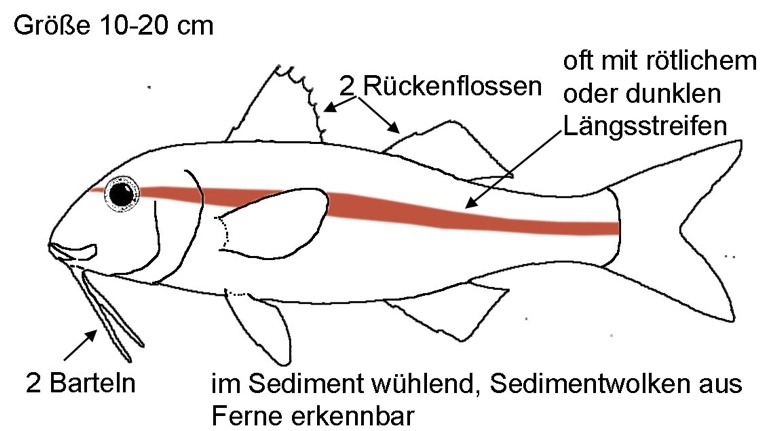 Größe 10-20 cm
oft mit rötlichem
oder dunklen
Längsstreifen
2 Rückenflossen
2 Barteln
im Sediment wühlend, Sedimentwolken aus
Ferne erkennbar